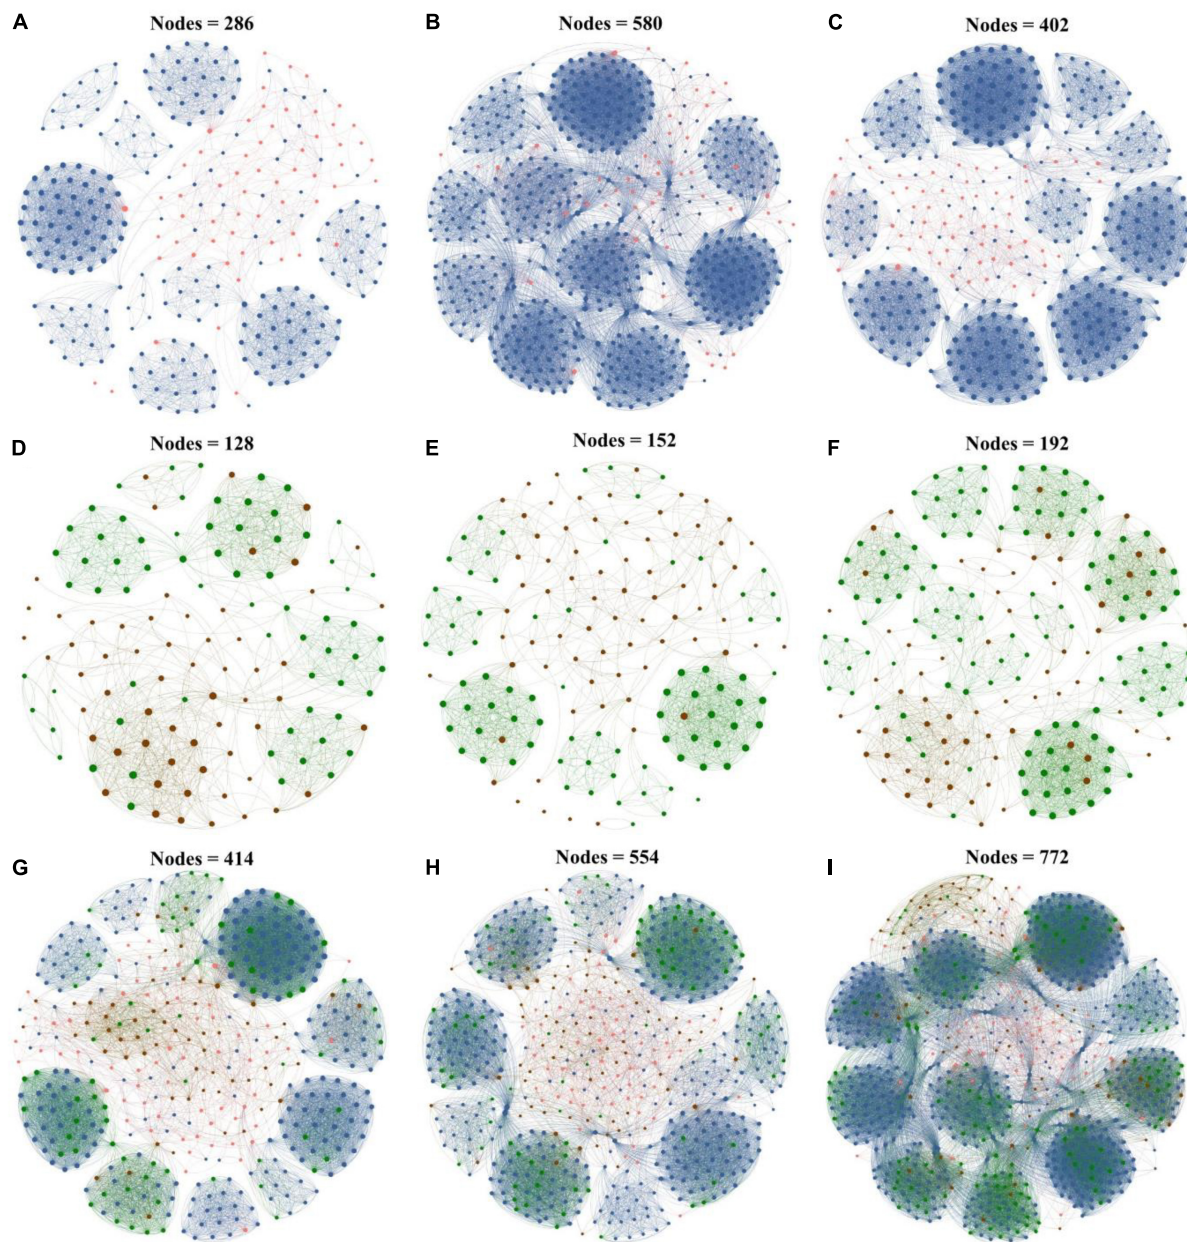 A Nodes = 286
B Nodes = 580
C Nodes = 402
D Nodes = 128
E Nodes = 152
F Nodes = 192
G Nodes = 414
H Nodes = 554
I Nodes = 772